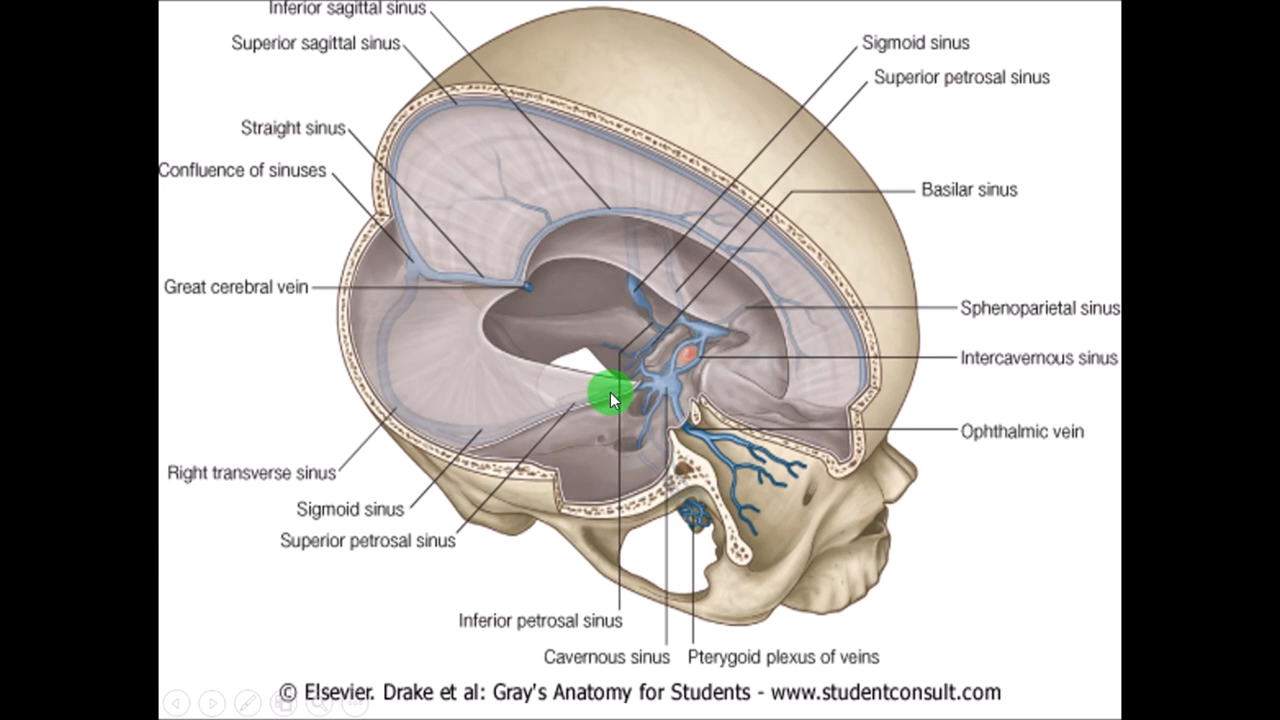 Inferior sagittal sinus
Superior sagittal sinus
Straight sinus
Confluence of sinuses
Great cerebral vein
Right transverse sinus
Sigmoid sinus
Superior petrosal sinus
Inferior petrosal sinus
Cavernous sinus
Pterygoid plexus of veins
Sigmoid sinus
Superior petrosal sinus
Basilar sinus
Sphenoparietal sinus
Intercavernous sinus
Ophthalmic vein
© Elsevier. Drake et al: Gray's Anatomy for Students - www.studentconsult.com